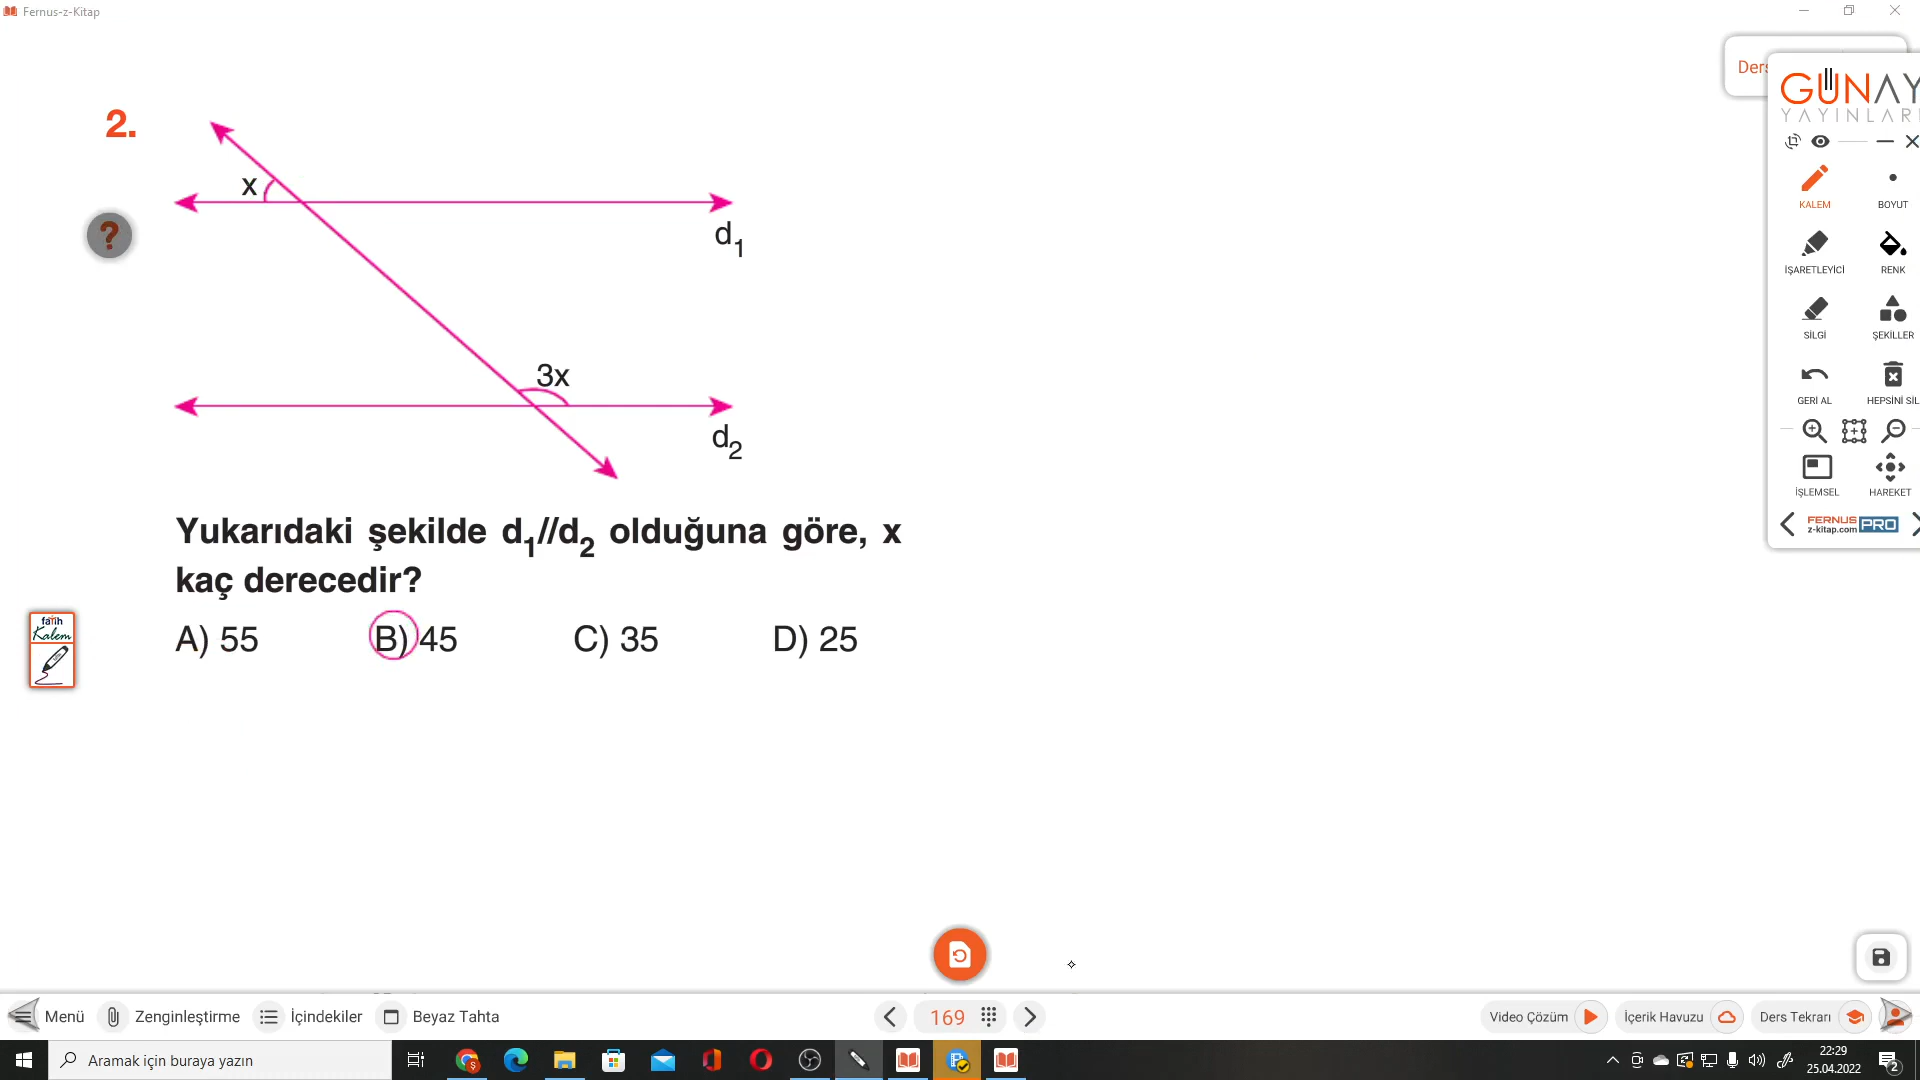 Fernus-z-Kitap
Ders
GÜNAY
YAYINLARI
2.
x
d1
?
3x
d2
Yukarıdaki şekilde d1//d2 olduğuna göre, x
kaç derecedir?
A) 55 B) 45 C) 35 D) 25
fatih
Kalem
KALEM BOYUT
İŞARETLEYİCİ RENK
SİLGİ ŞEKİLLER
GERİ AL HEPSİNİ SİL
İŞLEMSEL HAREKET
FERNUS
z-kitap.com PRO
Menü Zenginleştirme İçindekiler Beyaz Tahta 169 Video Çözüm İçerik Havuzu Ders Tekrarı
Aramak için buraya yazın
22:29
25.04.2022
2